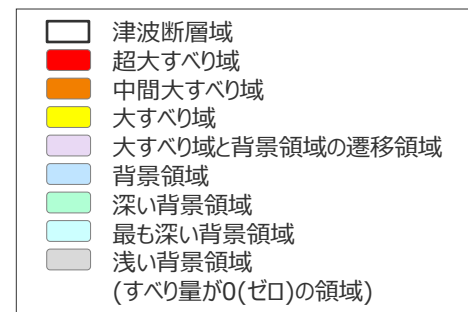 津波断層域
超大すべり域
中間大すべり域
大すべり域
大すべり域と背景領域の遷移領域
背景領域
深い背景領域
最も深い背景領域
浅い背景領域
(すべり量が0(ゼロ)の領域)